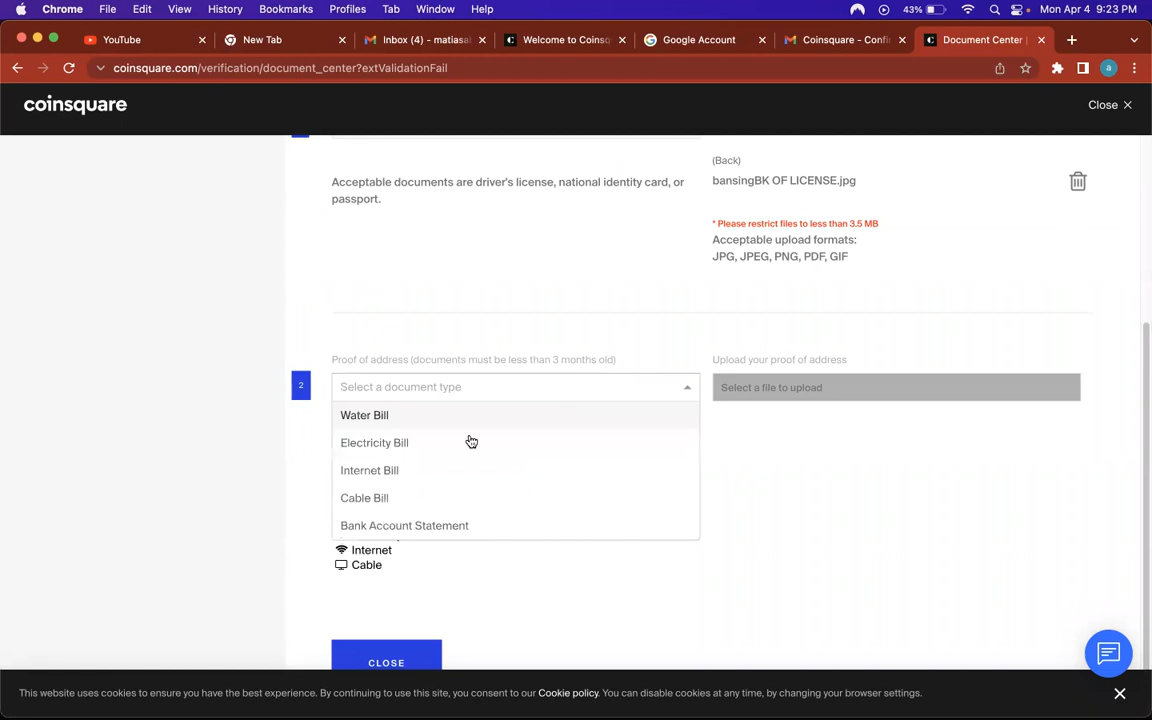 Chrome File Edit View History Bookmarks Profiles Tab Window Help 43% Mon Apr 4 9:23 PM
YouTube New Tab Inbox (4) - matiasa Welcome to Coinsq Google Account Coinsquare - Confi Document Center |
coinsquare.com/verification/document_center?extValidationFail a
coinsquare Close
(Back)
Acceptable documents are driver's license, national identity card, or bansingBK OF LICENSE.jpg
passport.
* Please restrict files to less than 3.5 MB
Acceptable upload formats:
JPG, JPEG, PNG, PDF, GIF
Proof of address (documents must be less than 3 months old) Upload your proof of address
2 Select a document type Select a file to upload
Water Bill
Electricity Bill
Internet Bill
Cable Bill
Bank Account Statement
Internet
Cable
CLOSE
This website uses cookies to ensure you have the best experience. By continuing to use this site, you consent to our Cookie policy. You can disable cookies at any time, by changing your browser settings.